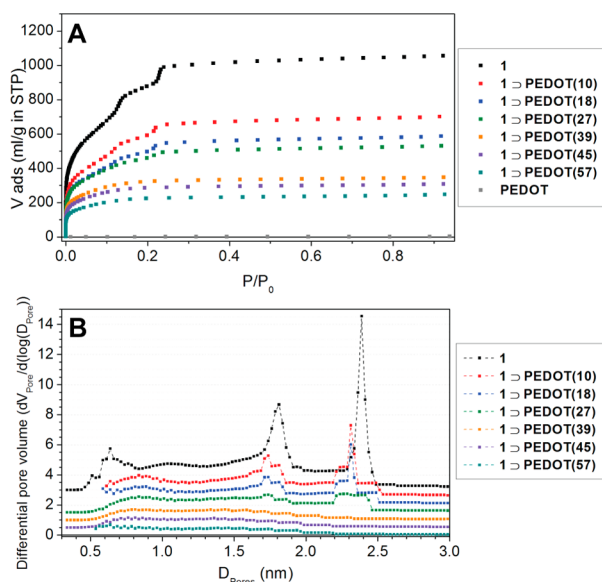 A
V ads (ml/g in STP)
1200
1000
800
600
400
200
0
0.0 0.2 0.4 0.6 0.8
P/P0
1
1 ⊃ PEDOT(10)
1 ⊃ PEDOT(18)
1 ⊃ PEDOT(27)
1 ⊃ PEDOT(39)
1 ⊃ PEDOT(45)
1 ⊃ PEDOT(57)
PEDOT
B
Differential pore volume (dVPore/d(log(DPore))
14
12
10
8
6
4
2
0
0.5 1.0 1.5 2.0 2.5 3.0
DPores (nm)
1
1 ⊃ PEDOT(10)
1 ⊃ PEDOT(18)
1 ⊃ PEDOT(27)
1 ⊃ PEDOT(39)
1 ⊃ PEDOT(45)
1 ⊃ PEDOT(57)